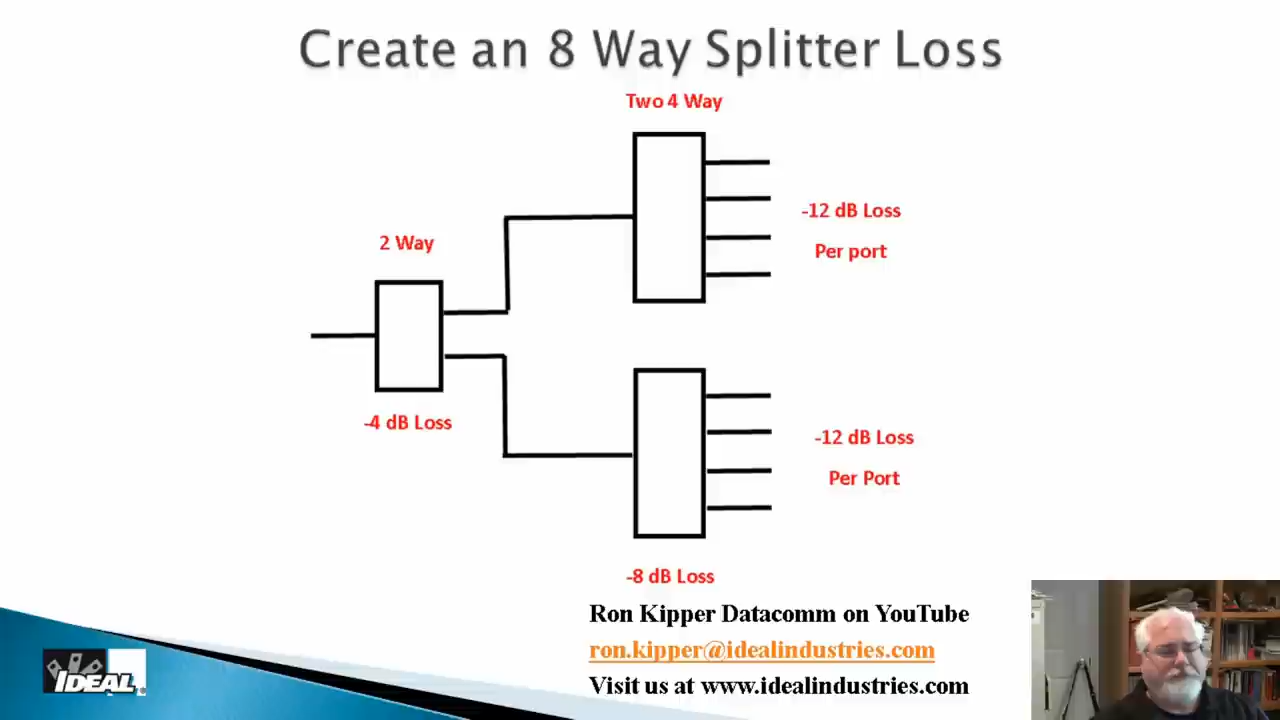 Create an 8 Way Splitter Loss
Two 4 Way
2 Way
-12 dB Loss
Per port
-4 dB Loss
-12 dB Loss
Per Port
-8 dB Loss
Ron Kipper Datacomm on YouTube
ron.kipper@idealindustries.com
Visit us at www.idealindustries.com
IDEAL